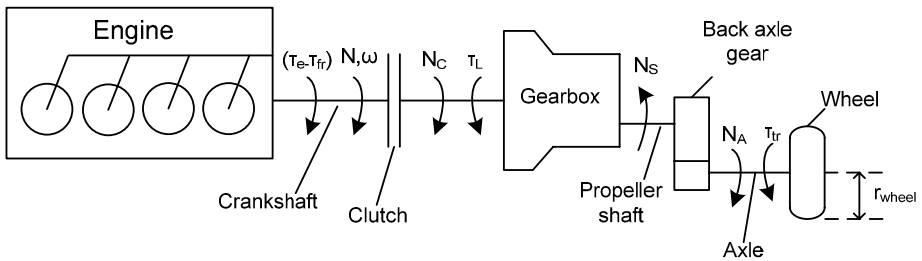 Engine
(τe-τfr)
N,ω
NC
τL
Gearbox
NS
Back axle
gear
Wheel
NA
τtr
rwheel
Crankshaft
Clutch
Propeller
shaft
Axle